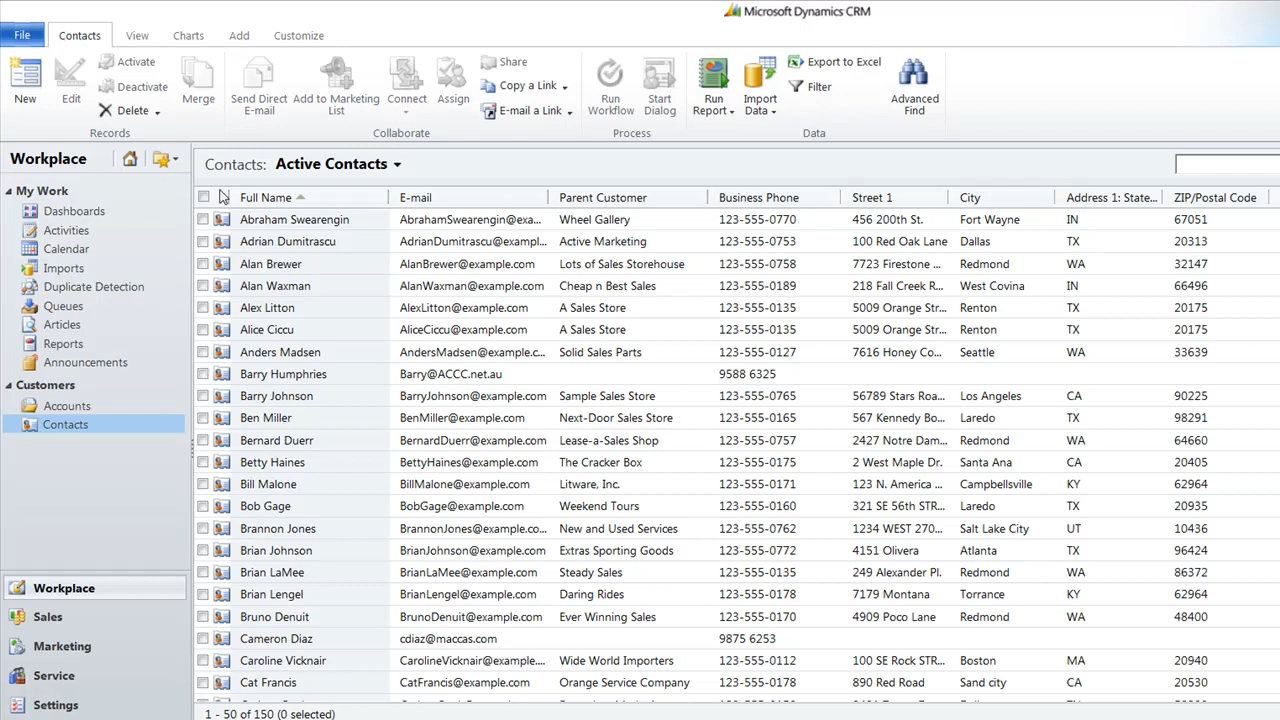 Microsoft Dynamics CRM
File Contacts View Charts Add Customize
New Edit Activate Deactivate Delete Merge
Send Direct E-mail Add to Marketing List Connect Assign Share Copy a Link E-mail a Link
Run Workflow Start Dialog Run Report Import Data Export to Excel Filter Advanced Find
Records Collaborate Process Data
Workplace
My Work
Dashboards
Activities
Calendar
Imports
Duplicate Detection
Queues
Articles
Reports
Announcements
Customers
Accounts
Contacts
Workplace
Sales
Marketing
Service
Settings
Contacts: Active Contacts
Full Name E-mail Parent Customer Business Phone Street 1 City Address 1: State... ZIP/Postal Code
Abraham Swearengin AbrahamSwearengin@exa... Wheel Gallery 123-555-0770 456 200th St. Fort Wayne IN 67051
Adrian Dumitrascu AdrianDumitrascu@exampl... Active Marketing 123-555-0753 100 Red Oak Lane Dallas TX 20313
Alan Brewer AlanBrewer@example.com Lots of Sales Storehouse 123-555-0758 7723 Firestone ... Redmond WA 32147
Alan Waxman AlanWaxman@example.com Cheap n Best Sales 123-555-0189 218 Fall Creek R... West Covina IN 66496
Alex Litton AlexLitton@example.com A Sales Store 123-555-0135 5009 Orange Str... Renton TX 20175
Alice Ciccu AliceCiccu@example.com A Sales Store 123-555-0135 5009 Orange Str... Renton TX 20175
Anders Madsen AndersMadsen@example.c... Solid Sales Parts 123-555-0127 7616 Honey Co... Seattle WA 33639
Barry Humphries Barry@ACCC.net.au 9588 6325
Barry Johnson BarryJohnson@example.com Sample Sales Store 123-555-0765 56789 Stars Roa... Los Angeles CA 90225
Ben Miller BenMiller@example.com Next-Door Sales Store 123-555-0165 567 Kennedy Bo... Laredo TX 98291
Bernard Duerr BernardDuerr@example.com Lease-a-Sales Shop 123-555-0757 2427 Notre Dam... Redmond WA 64660
Betty Haines BettyHaines@example.com The Cracker Box 123-555-0175 2 West Maple Dr. Santa Ana CA 20405
Bill Malone BillMalone@example.com Litware, Inc. 123-555-0171 123 N. America ... Campbellsville KY 62964
Bob Gage BobGage@example.com Weekend Tours 123-555-0160 321 SE 56th STR... Laredo TX 20935
Brannon Jones BrannonJones@example.co... New and Used Services 123-555-0762 1234 WEST 270... Salt Lake City UT 10436
Brian Johnson BrianJohnson@example.com Extras Sporting Goods 123-555-0772 4151 Olivera Atlanta TX 96424
Brian LaMee BrianLaMee@example.com Steady Sales 123-555-0135 249 Alexander Pl. Redmond WA 86372
Brian Lengel BrianLengel@example.com Daring Rides 123-555-0178 7179 Montana Torrance KY 62964
Bruno Denuit BrunoDenuit@example.com Ever Winning Sales 123-555-0170 4909 Poco Lane Redmond WA 48400
Cameron Diaz cdiaz@maccas.com 9875 6253
Caroline Vicknair CarolineVicknair@example.... Wide World Importers 123-555-0112 100 SE Rock STR... Boston MA 20940
Cat Francis CatFrancis@example.com Orange Service Company 123-555-0178 890 Red Road Sand city CA 20530
1 - 50 of 150 (0 selected)